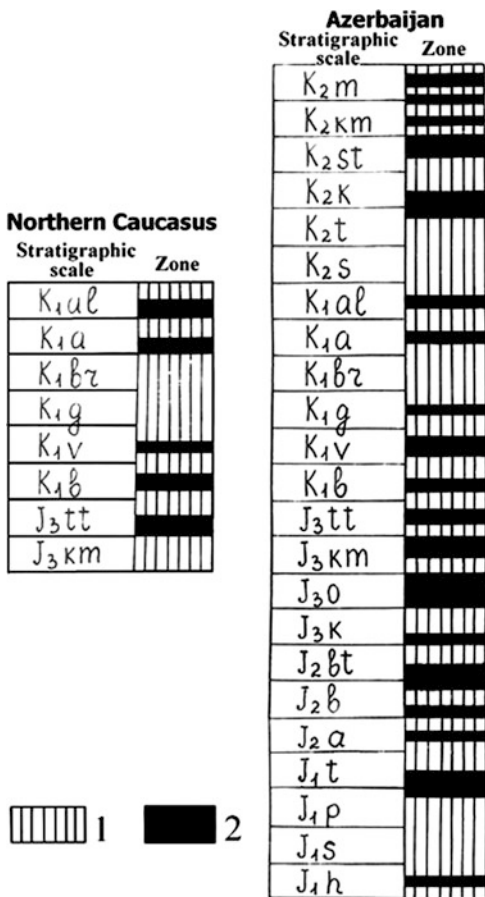 Northern Caucasus
Stratigraphic
scale
Zone
K₁al
K₁a
K₁br
K₁g
K₁v
K₁b
J₃tt
J₃km
1
2
Azerbaijan
Stratigraphic
scale
Zone
K₂m
K₂km
K₂st
K₂k
K₂t
K₂s
K₁al
K₁a
K₁br
K₁g
K₁v
K₁b
J₃tt
J₃km
J₃o
J₃k
J₂bt
J₂b
J₂a
J₁t
J₁p
J₁s
J₁h